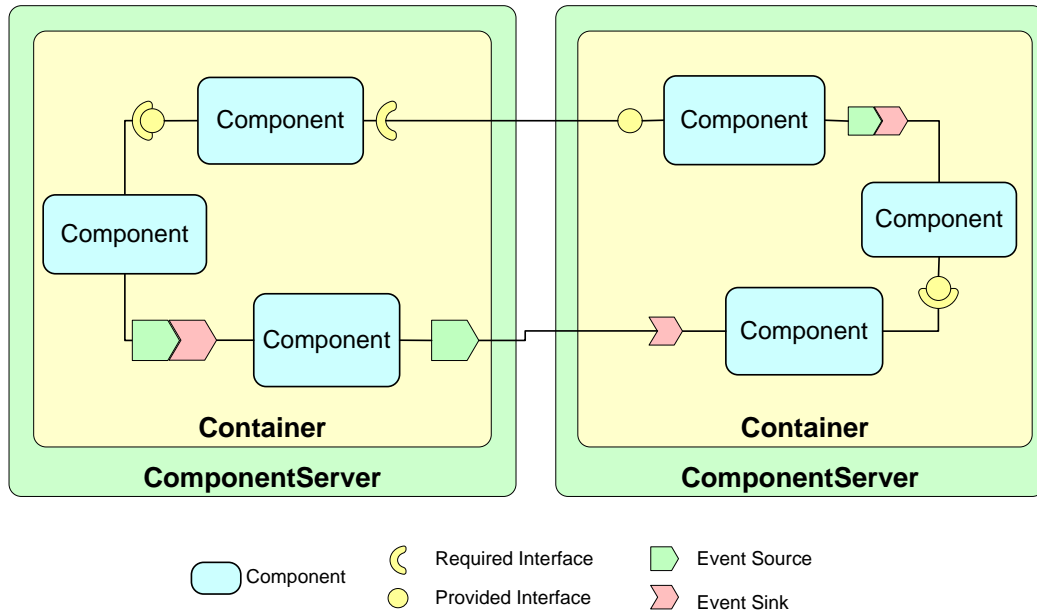 Component
Component
Component
Component
Container
ComponentServer
Component
Component
Component
Container
ComponentServer
Component
Required Interface
Provided Interface
Event Source
Event Sink